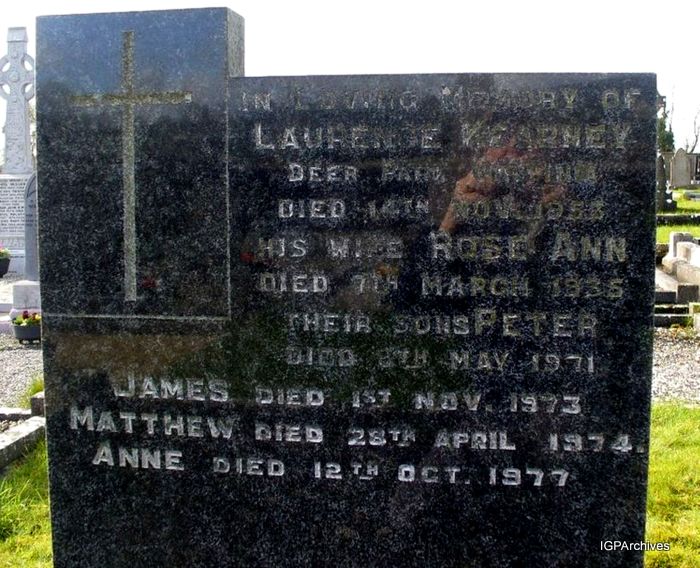 In Loving Memory of
Laurence Kearney
Deer Park
Died 14th Nov. 1953
His Wife Rose Ann
Died 7th March 1935
Their Sons Peter
Died 8th May 1971
James Died 1st Nov. 1973
Matthew Died 28th April 1974.
Anne Died 12th Oct. 1977
IGPArchives